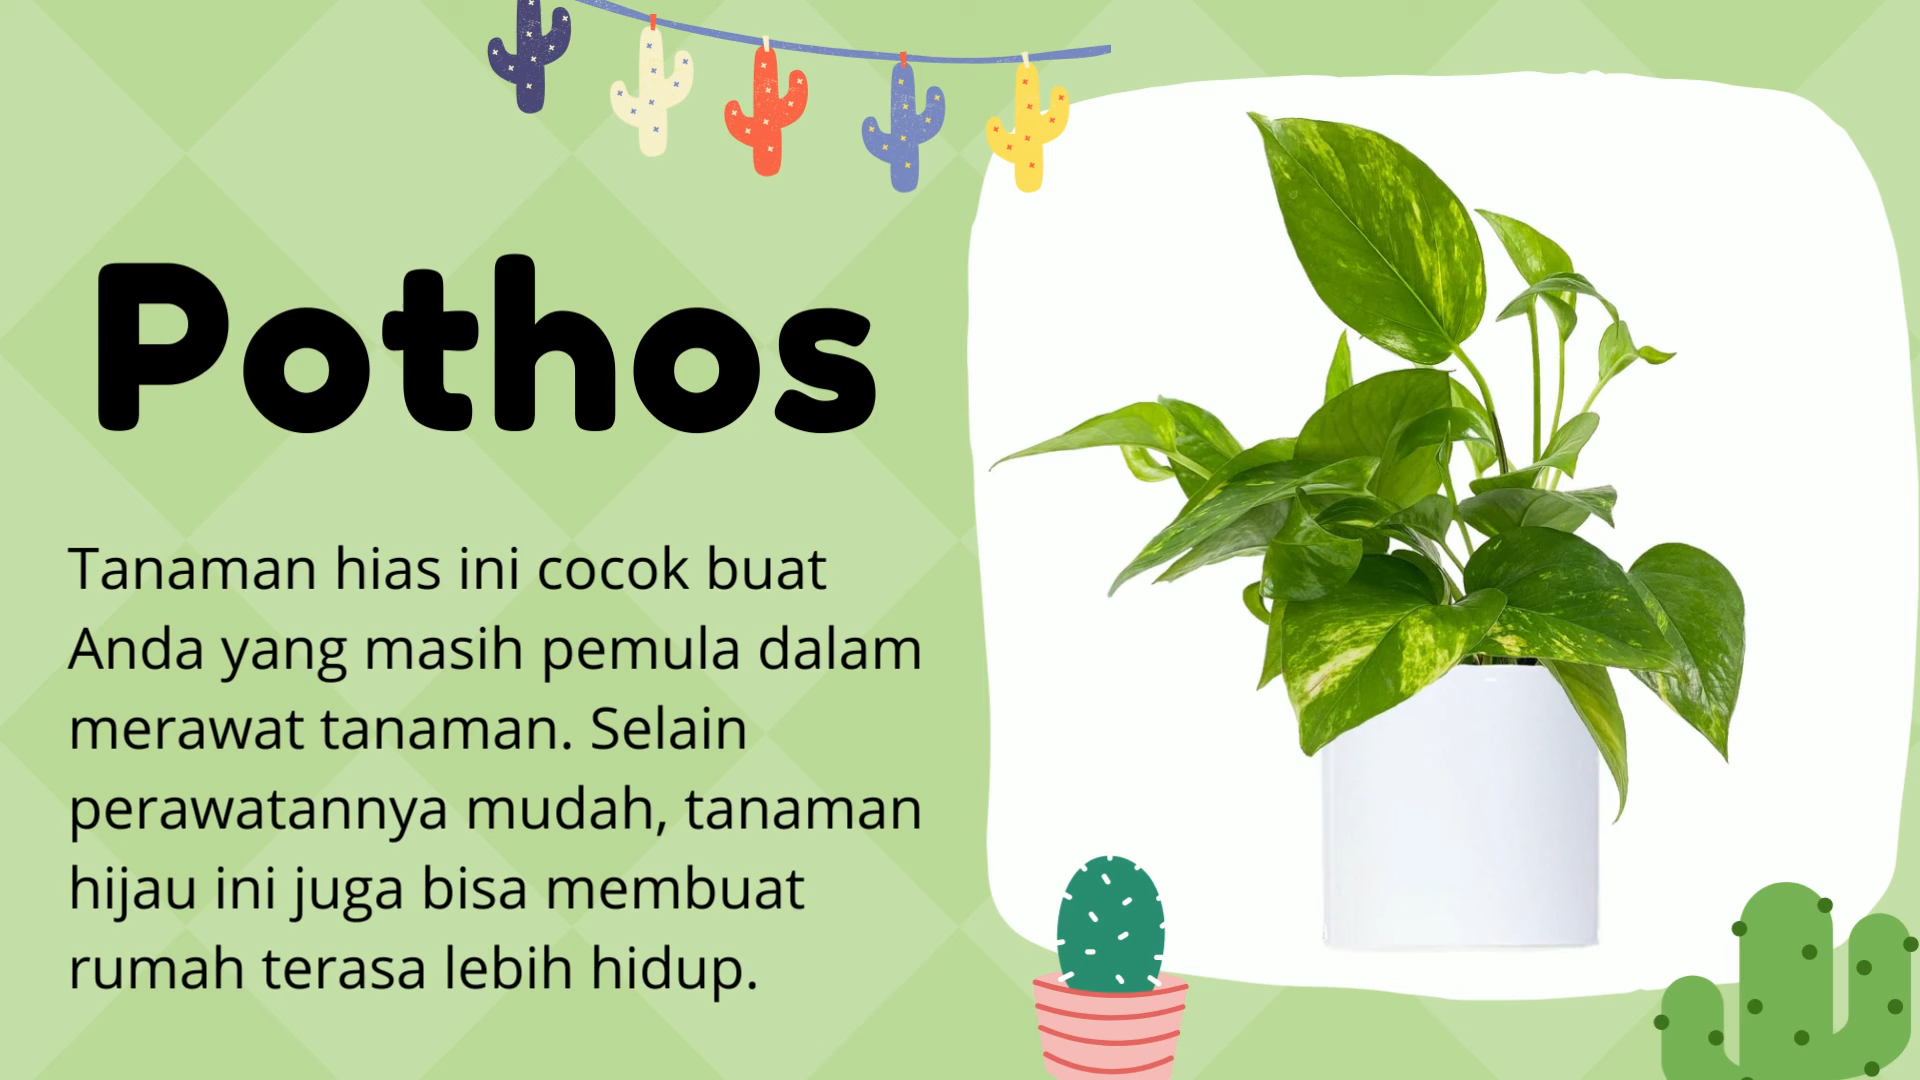 Pothos
Tanaman hias ini cocok buat
Anda yang masih pemula dalam
merawat tanaman. Selain
perawatannya mudah, tanaman
hijau ini juga bisa membuat
rumah terasa lebih hidup.